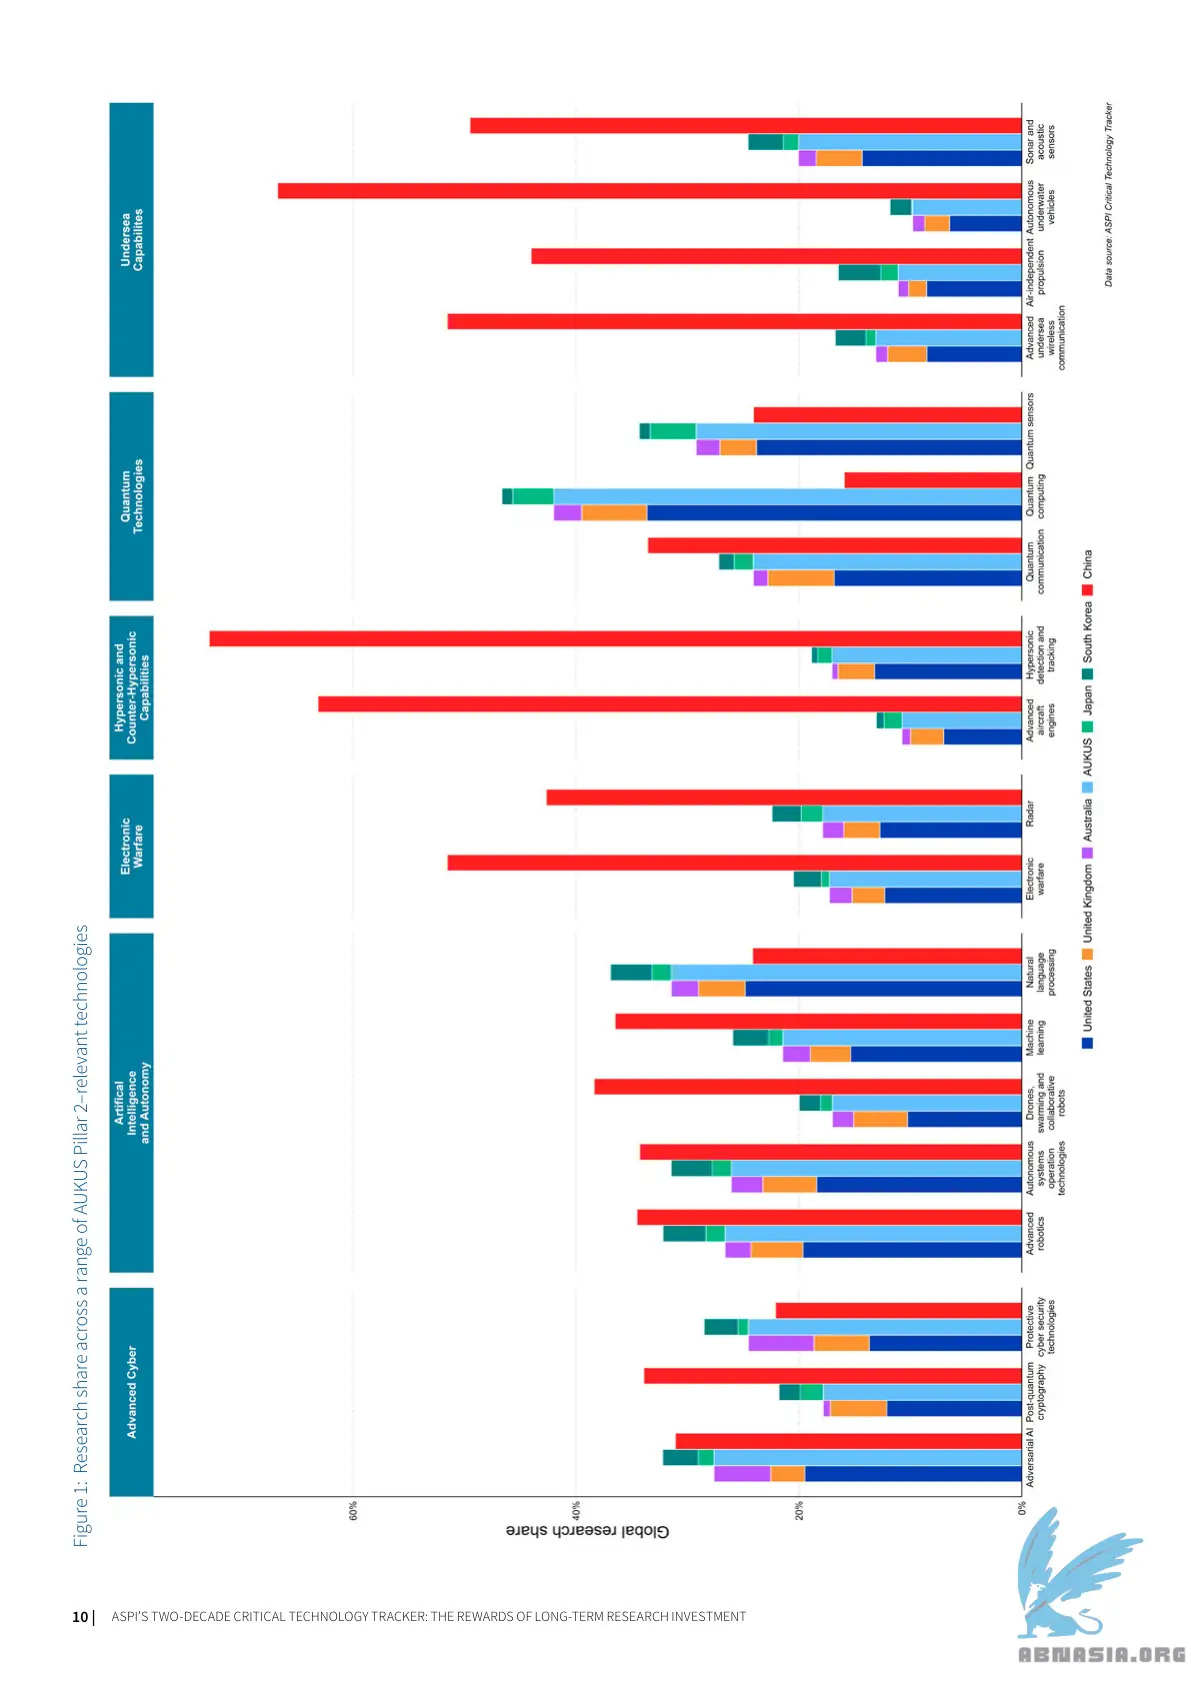 Figure 1: Research share across a range of AUKUS Pillar 2–relevant technologies
Advanced Cyber
Artifical
Intelligence
and Autonomy
Electronic
Warfare
Hypersonic and
Counter-Hypersonic
Capabilities
Quantum
Technologies
Undersea
Capabilites
Global research share
60%
40%
20%
0%
Adversarial AI
Post-quantum
cryptography
Protective
cyber security
technologies
Advanced
robotics
Autonomous
systems
operation
technologies
Drones,
swarming and
collaborative
robots
Machine
learning
Natural
language
processing
Electronic
warfare
Radar
Advanced
aircraft
engines
Hypersonic
detection and
tracking
Quantum
communication
Quantum
computing
Quantum sensors
Advanced
undersea
wireless
communication
Air-independent
propulsion
Autonomous
underwater
vehicles
Sonar and
acoustic
sensors
United States United Kingdom Australia AUKUS Japan South Korea China
Data source: ASPI Critical Technology Tracker
10 | ASPI'S TWO-DECADE CRITICAL TECHNOLOGY TRACKER: THE REWARDS OF LONG-TERM RESEARCH INVESTMENT
ABNASIA.ORG